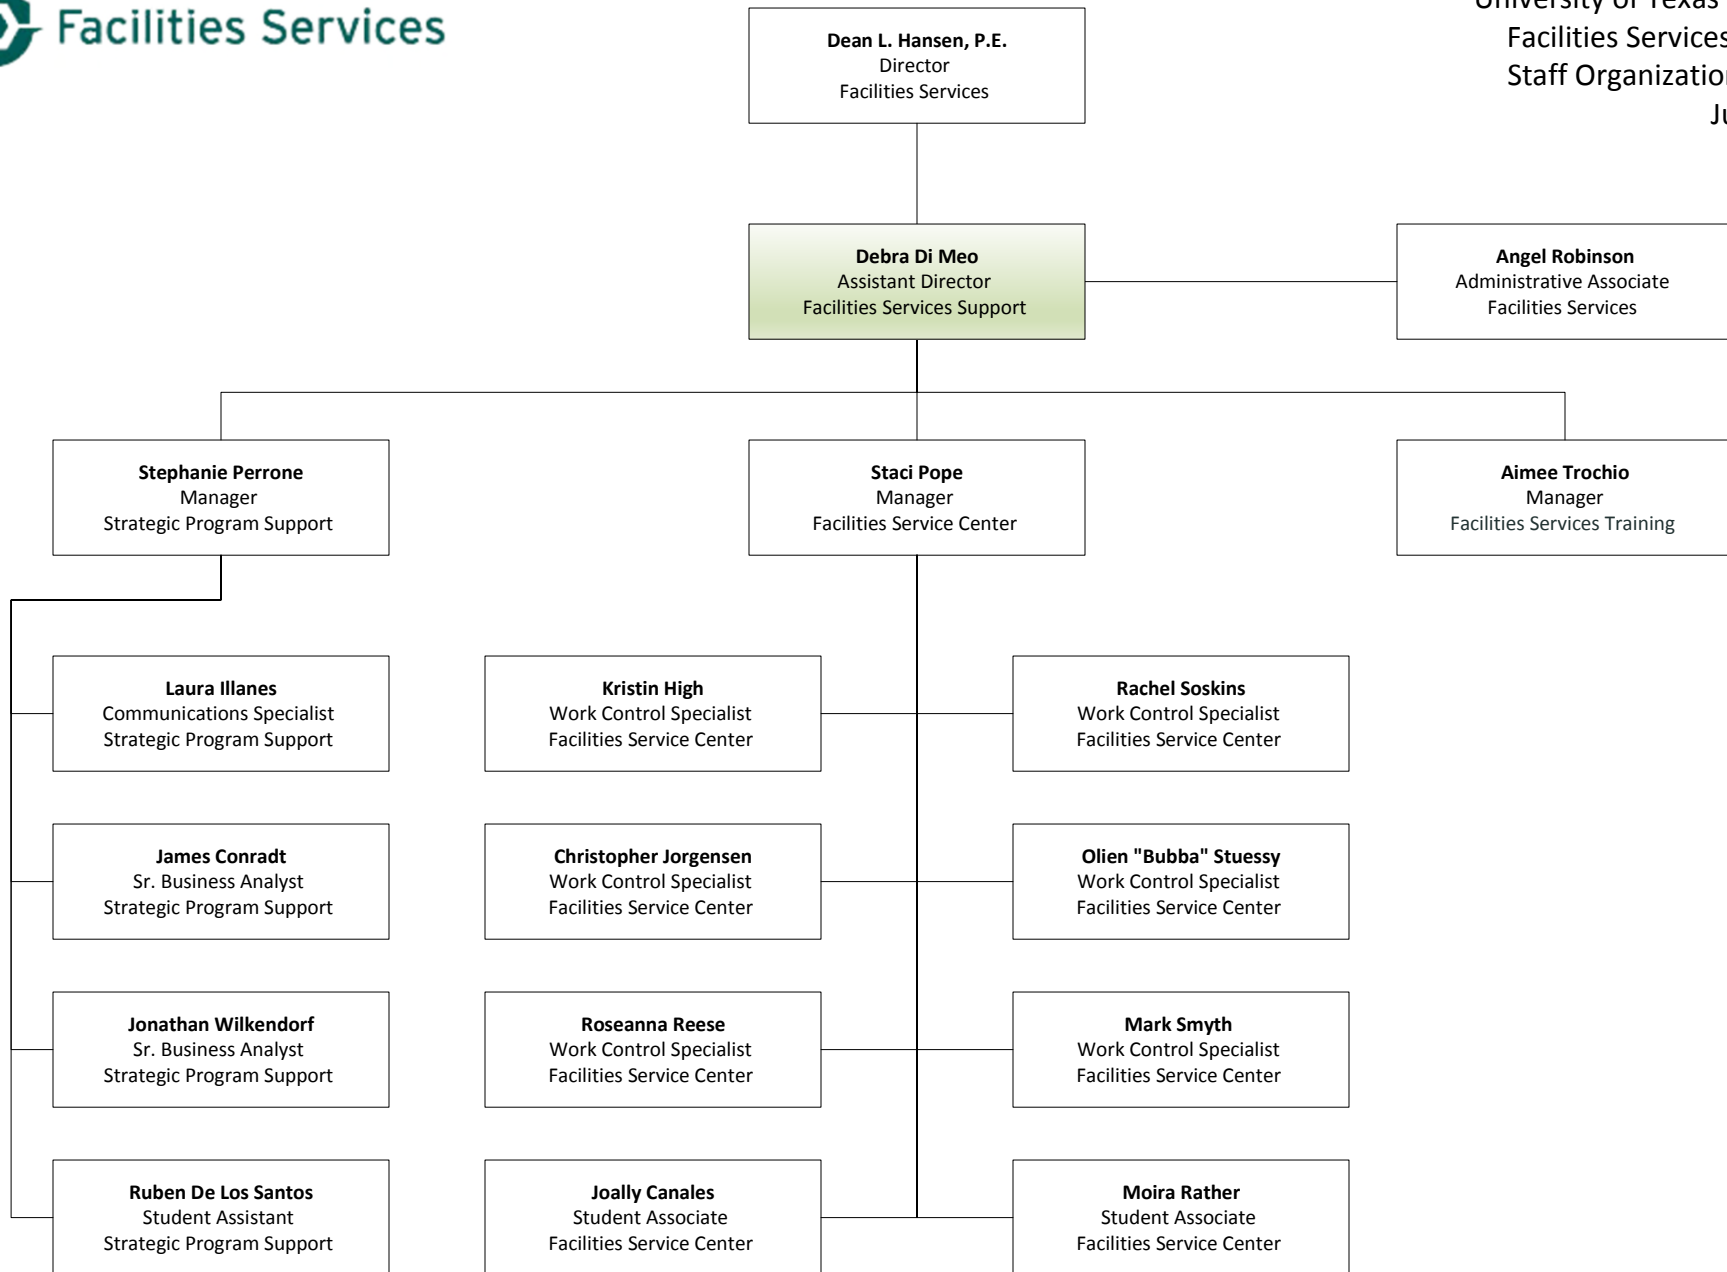 Facilities Services
University of Texas
Facilities Services
Staff Organization
Dean L. Hansen, P.E.
Director
Facilities Services
Debra Di Meo
Assistant Director
Facilities Services Support
Angel Robinson
Administrative Associate
Facilities Services
Stephanie Perrone
Manager
Strategic Program Support
Staci Pope
Manager
Facilities Service Center
Aimee Trochio
Manager
Facilities Services Training
Laura Illanes
Communications Specialist
Strategic Program Support
Kristin High
Work Control Specialist
Facilities Service Center
Rachel Soskins
Work Control Specialist
Facilities Service Center
James Conradt
Sr. Business Analyst
Strategic Program Support
Christopher Jorgensen
Work Control Specialist
Facilities Service Center
Olien "Bubba" Stuessy
Work Control Specialist
Facilities Service Center
Jonathan Wilkendorf
Sr. Business Analyst
Strategic Program Support
Roseanna Reese
Work Control Specialist
Facilities Service Center
Mark Smyth
Work Control Specialist
Facilities Service Center
Ruben De Los Santos
Student Assistant
Strategic Program Support
Joally Canales
Student Associate
Facilities Service Center
Moira Rather
Student Associate
Facilities Service Center